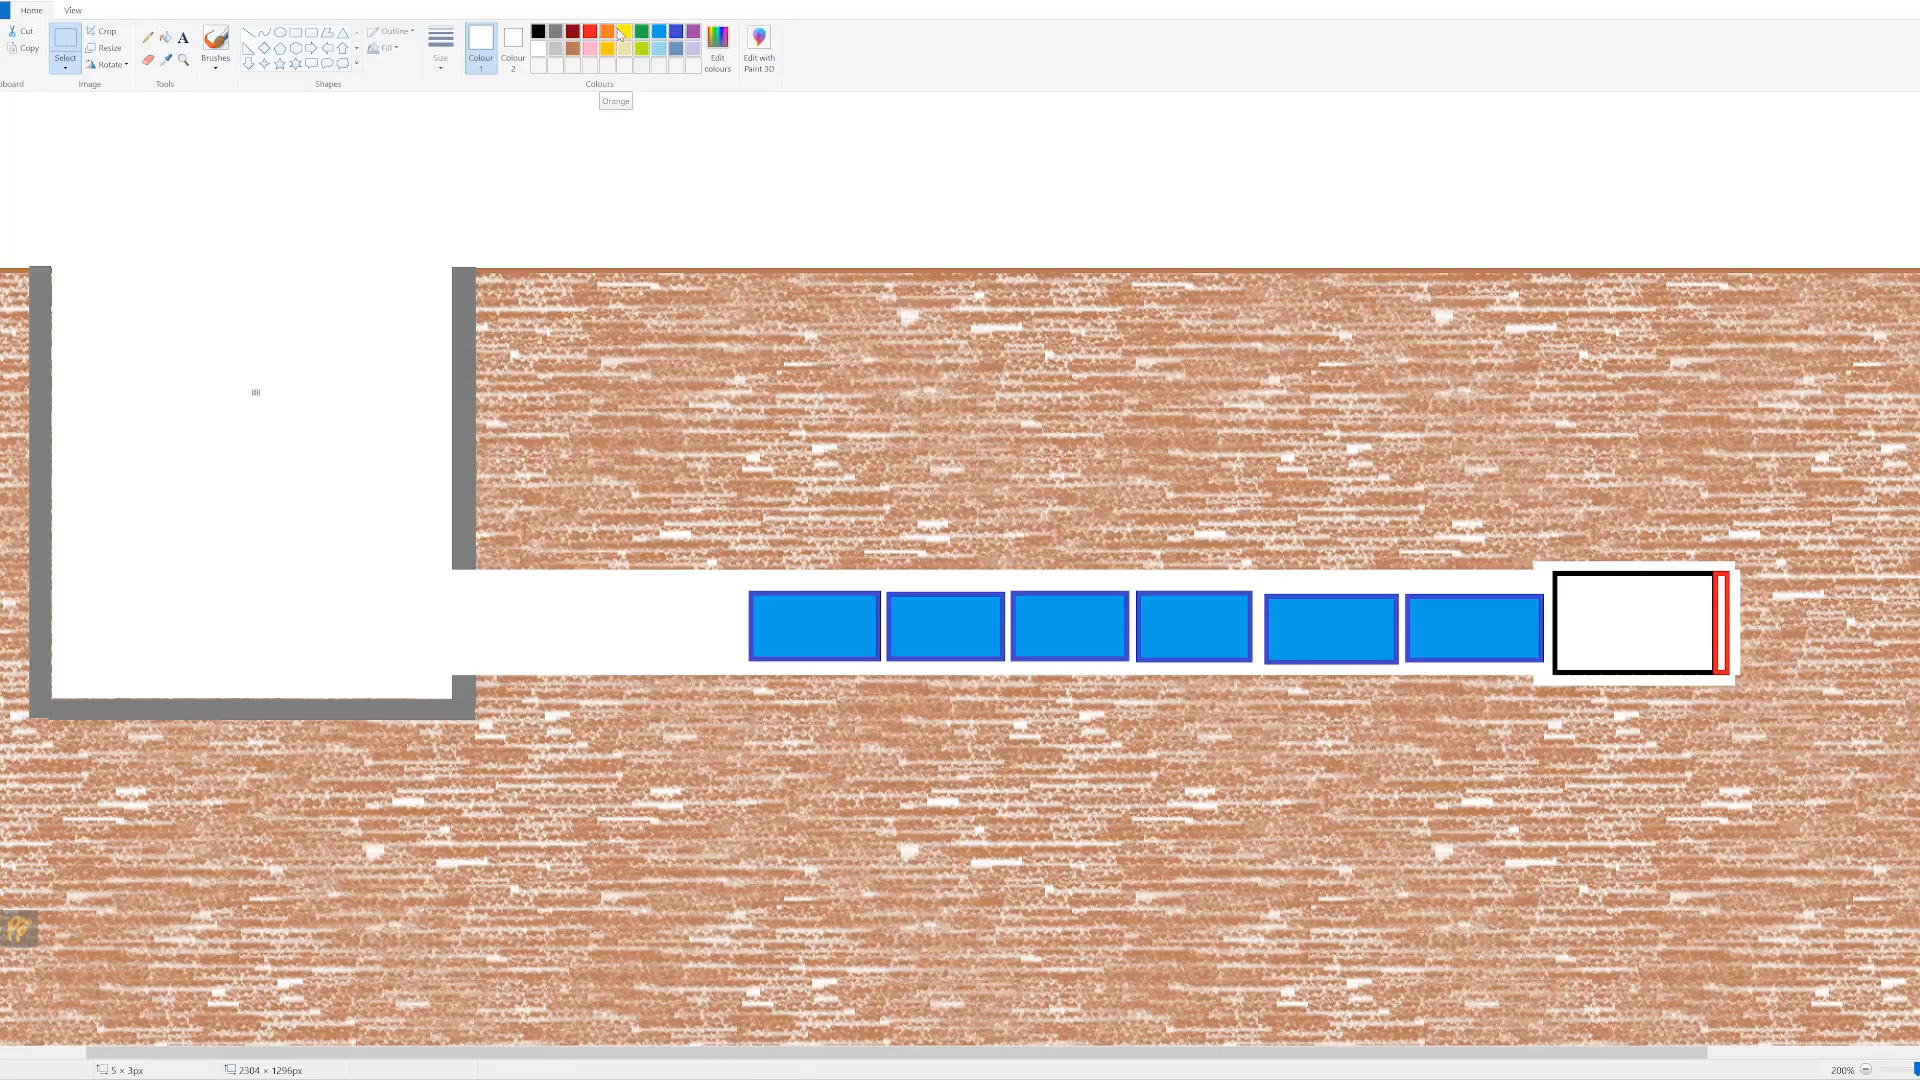 Home View
Cut
Copy
pboard
Select
Crop
Resize
Rotate
Image
Tools
Brushes
Shapes
Outline
Fill
Size
Colour
1
Colour
2
Colours
Edit
colours
Edit with
Paint 3D
Orange
5 × 3px
2304 × 1296px
200%